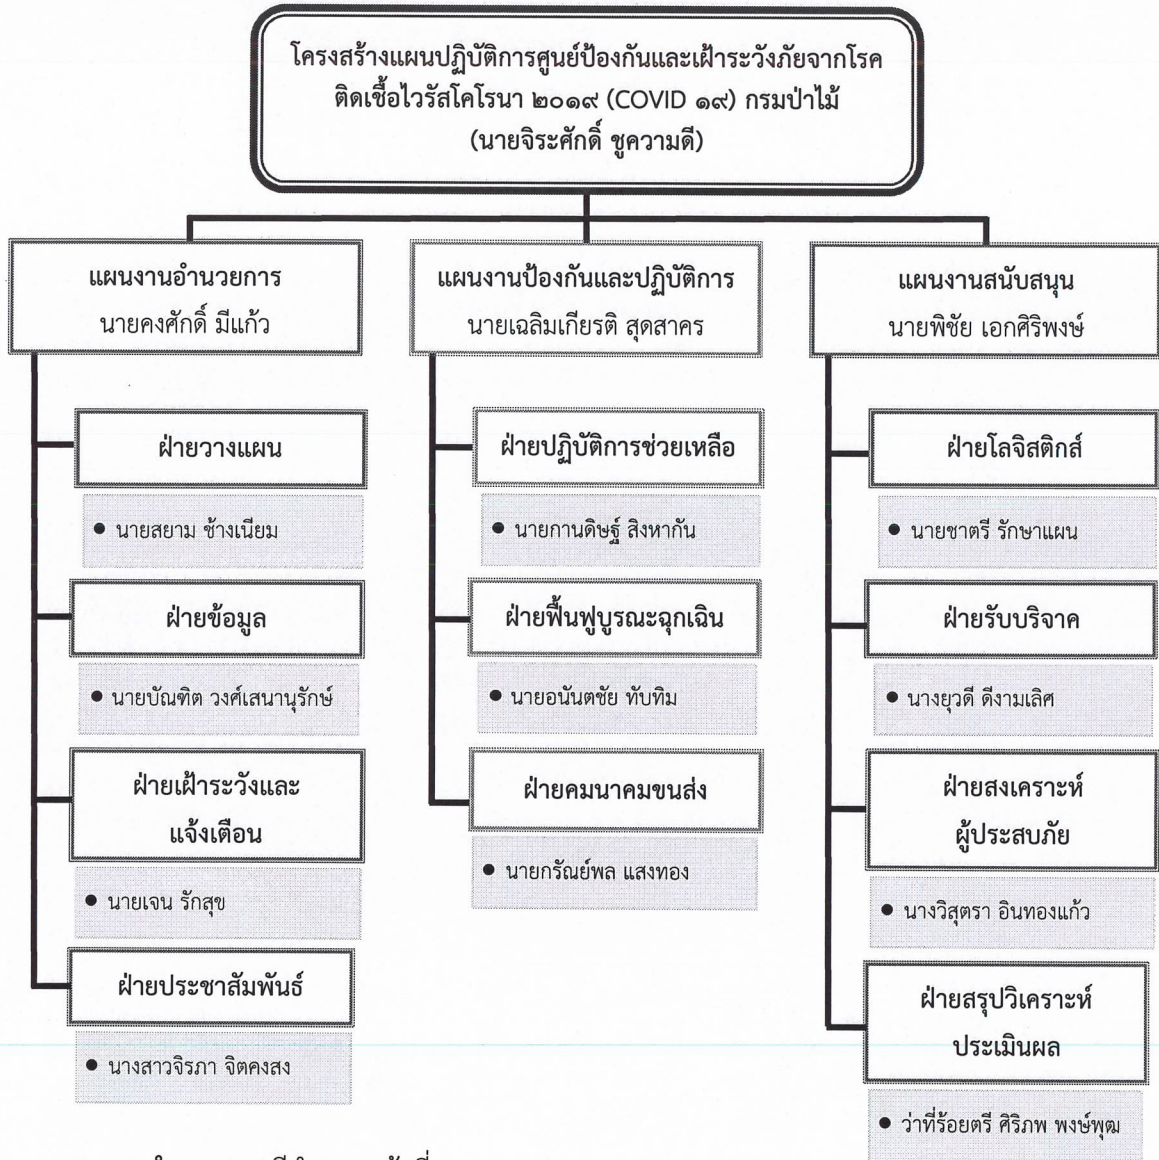 โครงสร้างแผนปฏิบัติการศูนย์ป้องกันและเฝ้าระวังภัยจากโรค
ติดเชื้อไวรัสโคโรนา ๒๐๑๙ (COVID ๑๙) กรมป่าไม้
(นายจิระศักดิ์ ชูความดี)
แผนงานอำนวยการ
นายคงศักดิ์ มีแก้ว
ฝ่ายวางแผน
• นายสยาม ช้างเนียม
ฝ่ายข้อมูล
• นายบัณฑิต วงศ์เสนานุรักษ์
ฝ่ายเฝ้าระวังและ
แจ้งเตือน
• นายเจน รักสุข
ฝ่ายประชาสัมพันธ์
• นางสาวจิรภา จิตคงสง
แผนงานป้องกันและปฏิบัติการ
นายเฉลิมเกียรติ สุดสาคร
ฝ่ายปฏิบัติการช่วยเหลือ
• นายกานดิษฐ์ สิงหากัน
ฝ่ายฟื้นฟูบูรณะฉุกเฉิน
• นายอนันตชัย ทับทิม
ฝ่ายคมนาคมขนส่ง
• นายกรัณย์พล แสงทอง
แผนงานสนับสนุน
นายพิชัย เอกศิริพงษ์
ฝ่ายโลจิสติกส์
• นายชาตรี รักษาแผน
ฝ่ายรับบริจาค
• นางยุวดี ดีงามเลิศ
ฝ่ายสงเคราะห์
ผู้ประสบภัย
• นางวิสุตรา อินทองแก้ว
ฝ่ายสรุปวิเคราะห์
ประเมินผล
• ว่าที่ร้อยตรี ศิริภพ พงษ์พุฒ